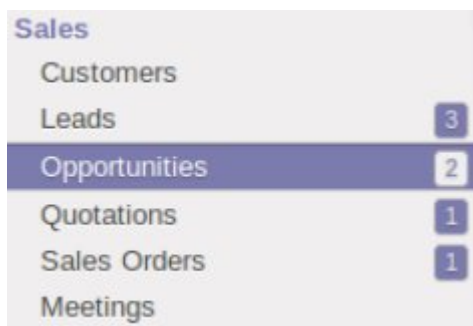 Sales
Customers
Leads 3
Opportunities 2
Quotations 1
Sales Orders 1
Meetings